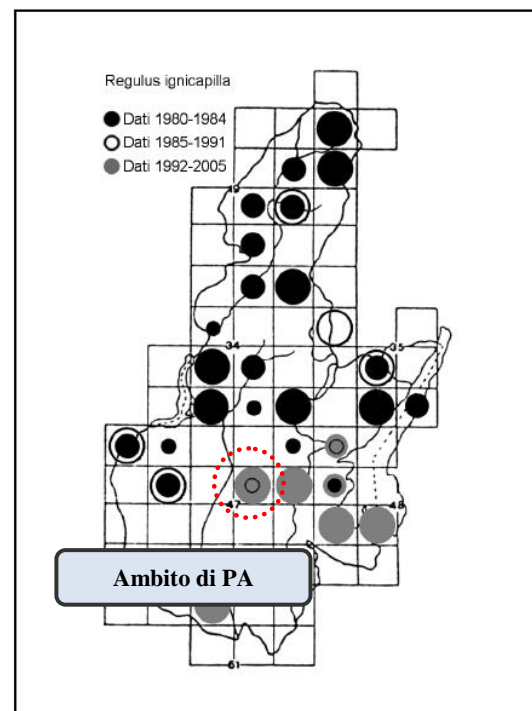 Regulus ignicapilla
Dati 1980-1984
Dati 1985-1991
Dati 1992-2005
19
34
35
47
48
Ambito di PA
61